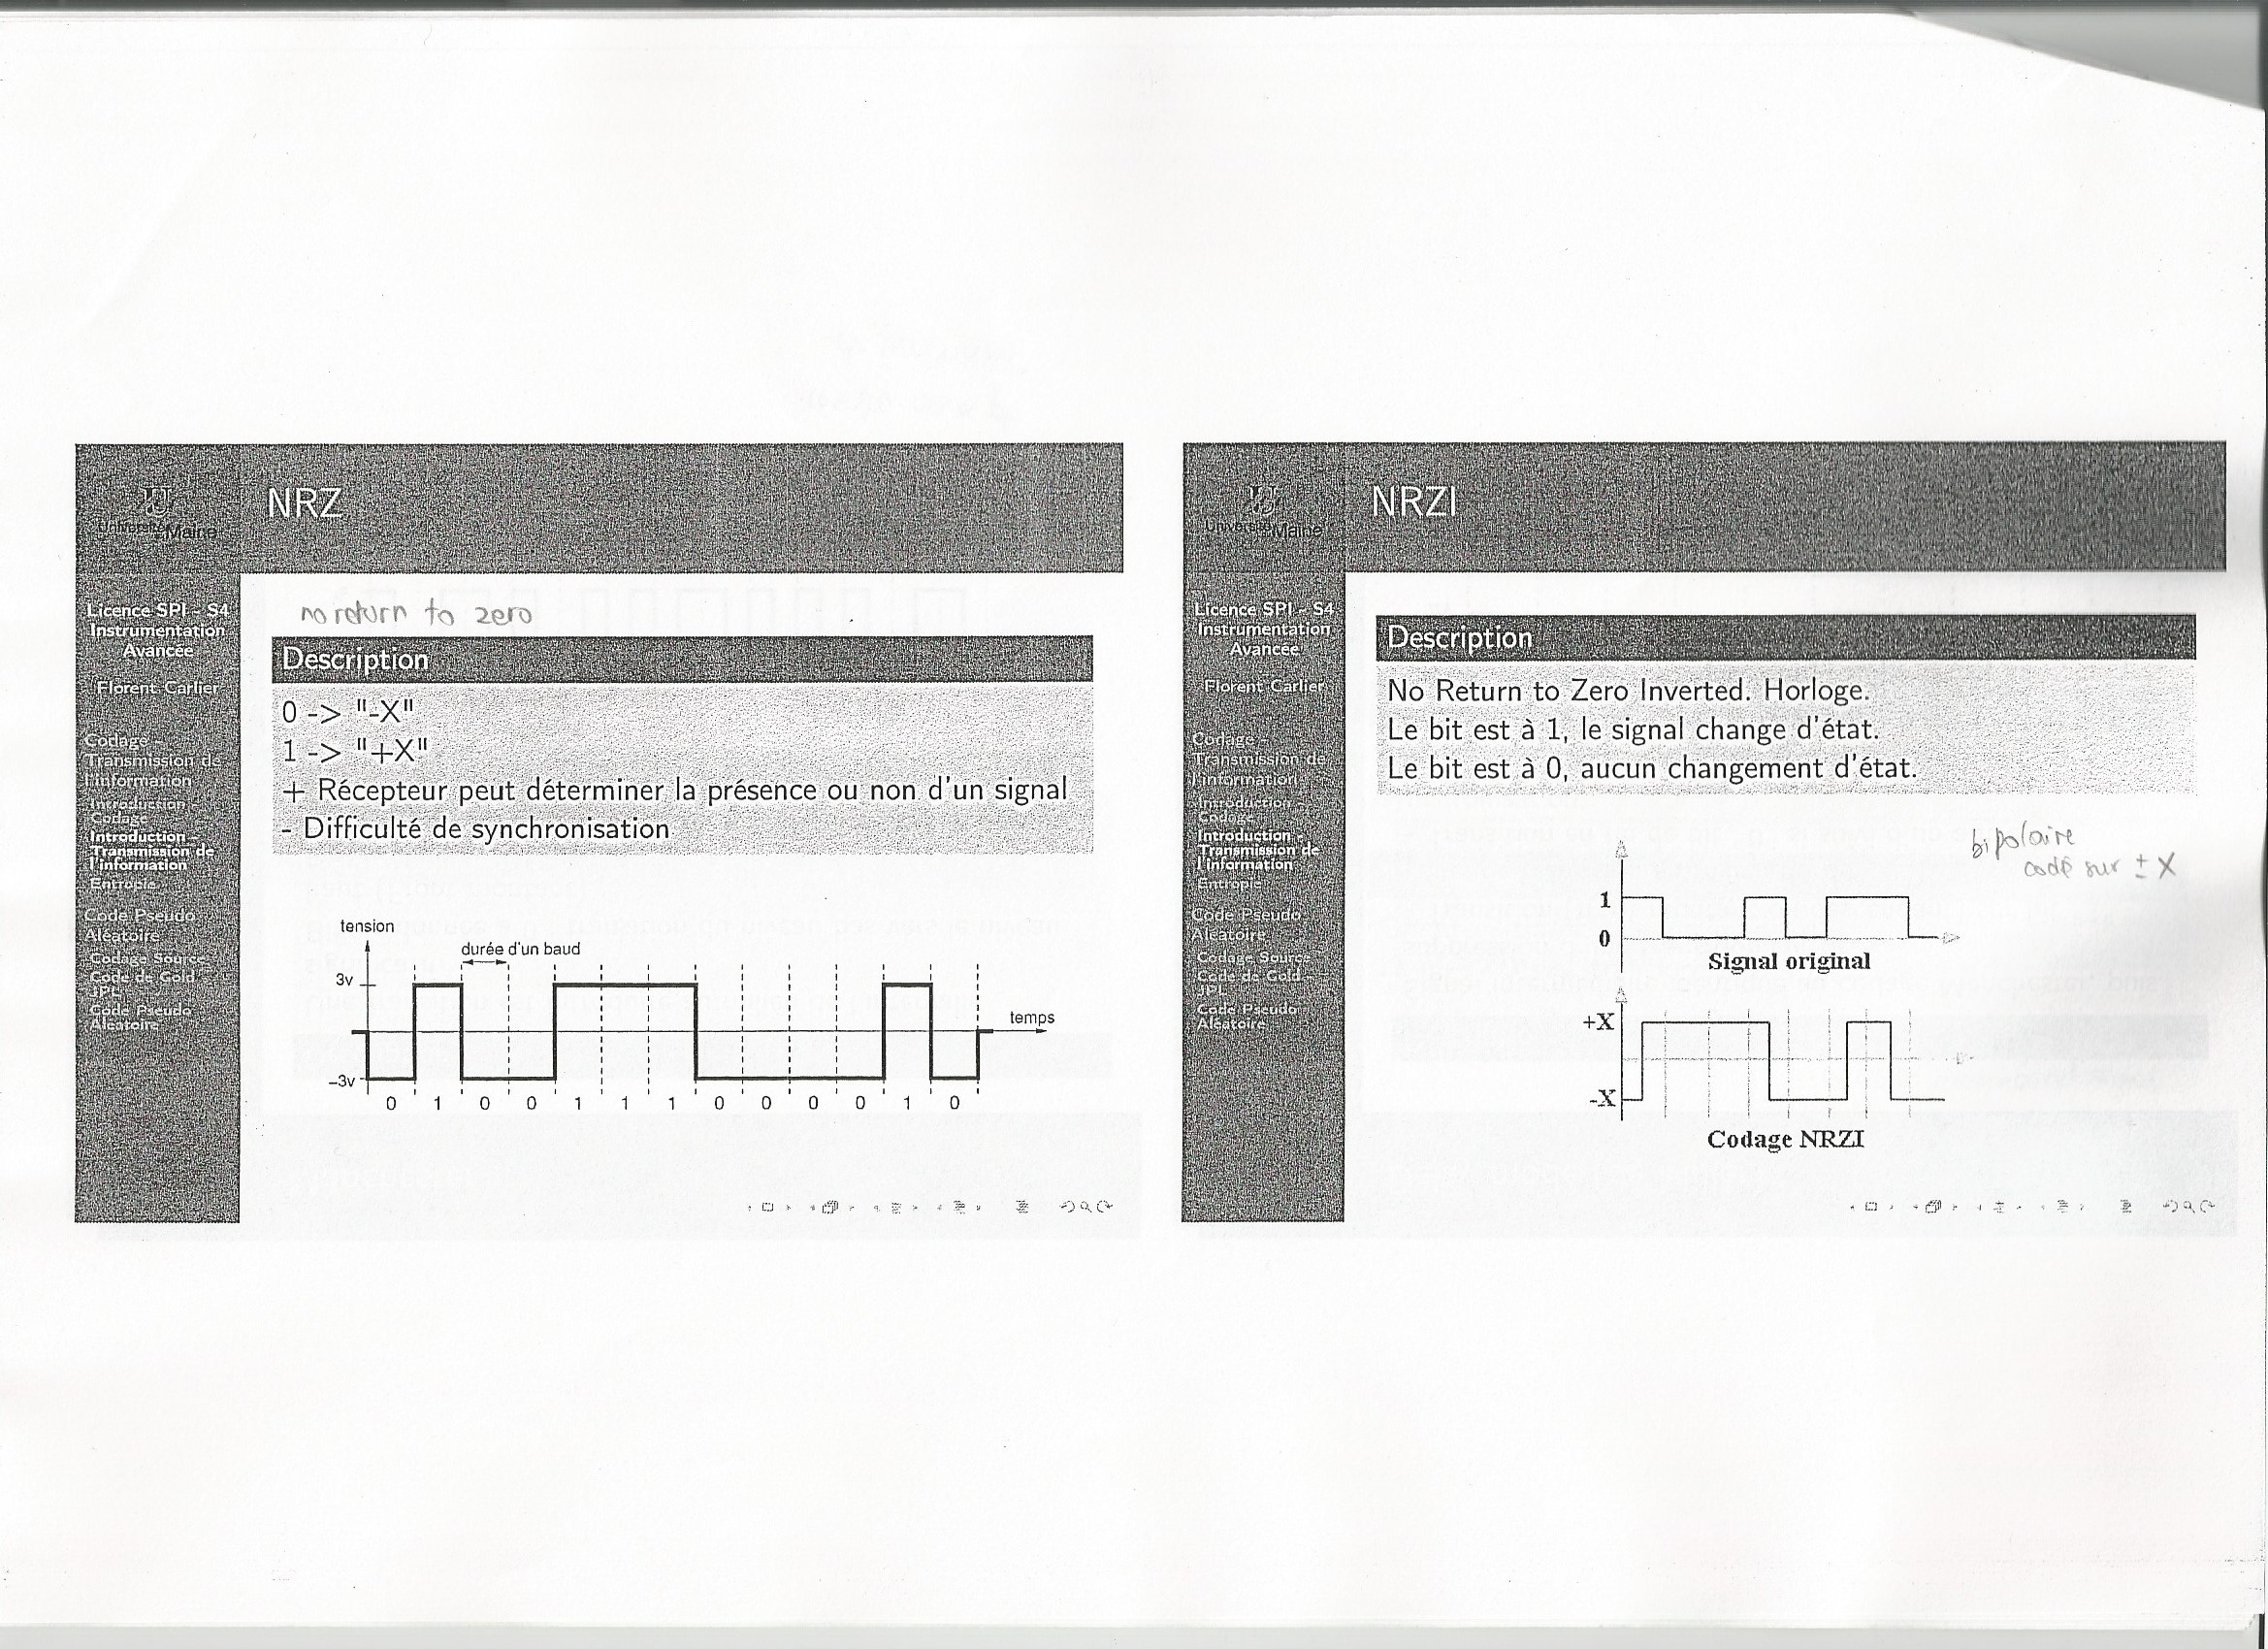 NRZ
Université
du Maine
Licence SPI - S4
Instrumentation
Avancée
Florent Carlier
Codage -
Transmission de
l'information
Introduction -
Codage
Introduction -
Transmission de
l'information
Entropie
Code Pseudo
Aléatoire
Codage Source
Code de Gold -
JPL
Code Pseudo
Aléatoire
no return to zero
Description
0 -> "-X"
1 -> "+X"
+ Récepteur peut déterminer la présence ou non d'un signal
- Difficulté de synchronisation
tension
durée d'un baud
3v
temps
-3v
0 1 0 0 1 1 1 0 0 0 0 1 0
NRZI
Université
du Maine
Licence SPI - S4
Instrumentation
Avancée
Florent Carlier
Codage -
Transmission de
l'information
Introduction -
Codage
Introduction -
Transmission de
l'information
Entropie
Code Pseudo
Aléatoire
Codage Source
Code de Gold -
JPL
Code Pseudo
Aléatoire
Description
No Return to Zero Inverted. Horloge.
Le bit est à 1, le signal change d'état.
Le bit est à 0, aucun changement d'état.
bipolaire
codé sur ± X
1
0
Signal original
+X
-X
Codage NRZI